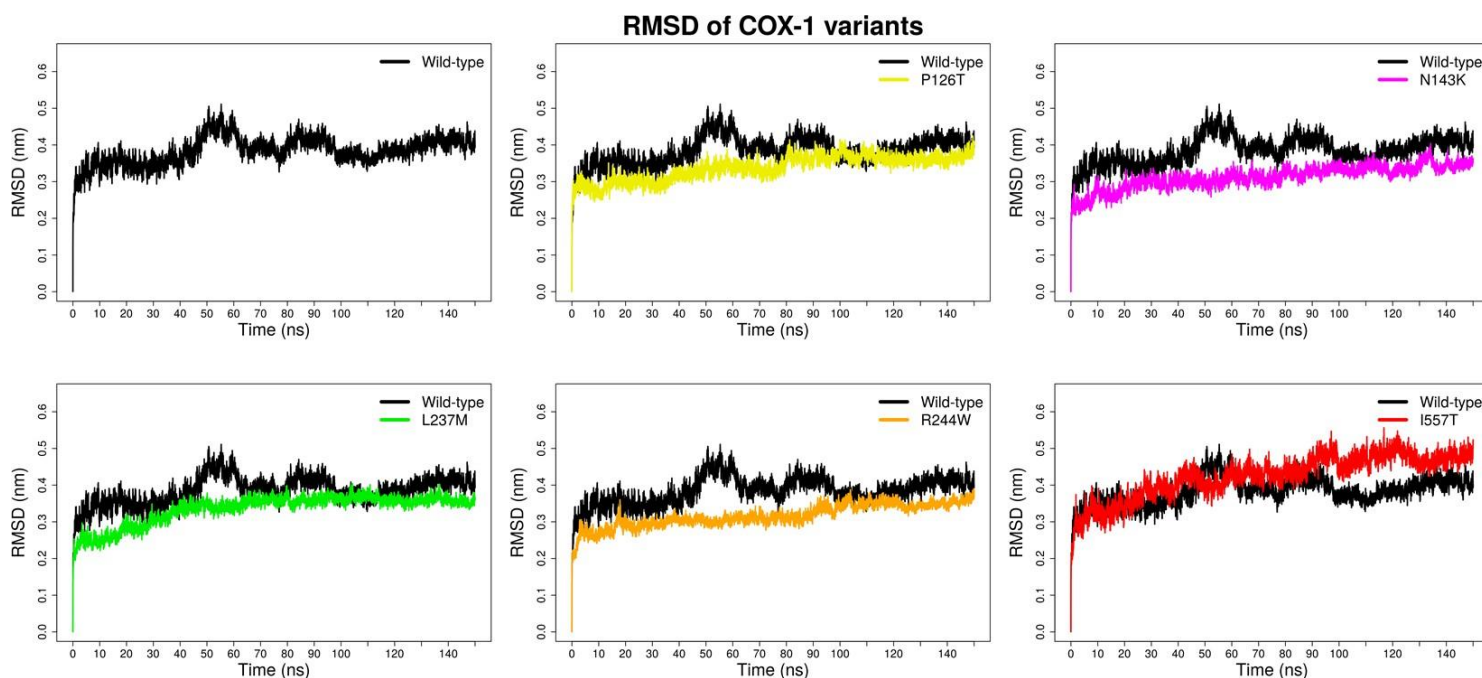 RMSD of COX-1 variants
Wild-type
RMSD (nm)
0.0 0.1 0.2 0.3 0.4 0.5 0.6
0 10 20 30 40 50 60 70 80 90 100 120 140
Time (ns)
Wild-type
P126T
RMSD (nm)
0.0 0.1 0.2 0.3 0.4 0.5 0.6
0 10 20 30 40 50 60 70 80 90 100 120 140
Time (ns)
Wild-type
N143K
RMSD (nm)
0.0 0.1 0.2 0.3 0.4 0.5 0.6
0 10 20 30 40 50 60 70 80 90 100 120 140
Time (ns)
Wild-type
L237M
RMSD (nm)
0.0 0.1 0.2 0.3 0.4 0.5 0.6
0 10 20 30 40 50 60 70 80 90 100 120 140
Time (ns)
Wild-type
R244W
RMSD (nm)
0.0 0.1 0.2 0.3 0.4 0.5 0.6
0 10 20 30 40 50 60 70 80 90 100 120 140
Time (ns)
Wild-type
I557T
RMSD (nm)
0.0 0.1 0.2 0.3 0.4 0.5 0.6
0 10 20 30 40 50 60 70 80 90 100 120 140
Time (ns)